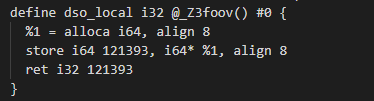 define dso_local i32 @_Z3foov() #0 {
  %1 = alloca i64, align 8
  store i64 121393, i64* %1, align 8
  ret i32 121393
}